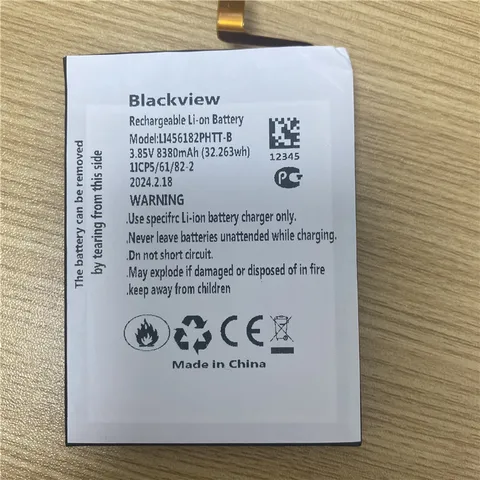 Blackview
Rechargeable Li-on Battery
Model:LI456182PHTT-B
3.85V 8380mAh (32.263wh)
1ICP5/61/82-2
2024.2.18
12345
WARNING
.Use specifrc Li-ion battery charger only.
.Never leave batteries unattended while charging.
.Dn not short circuit.
.May explode if damaged or disposed of in fire
.keep away from children
CE
Made in China
The battery can be removed
by tearing from this side